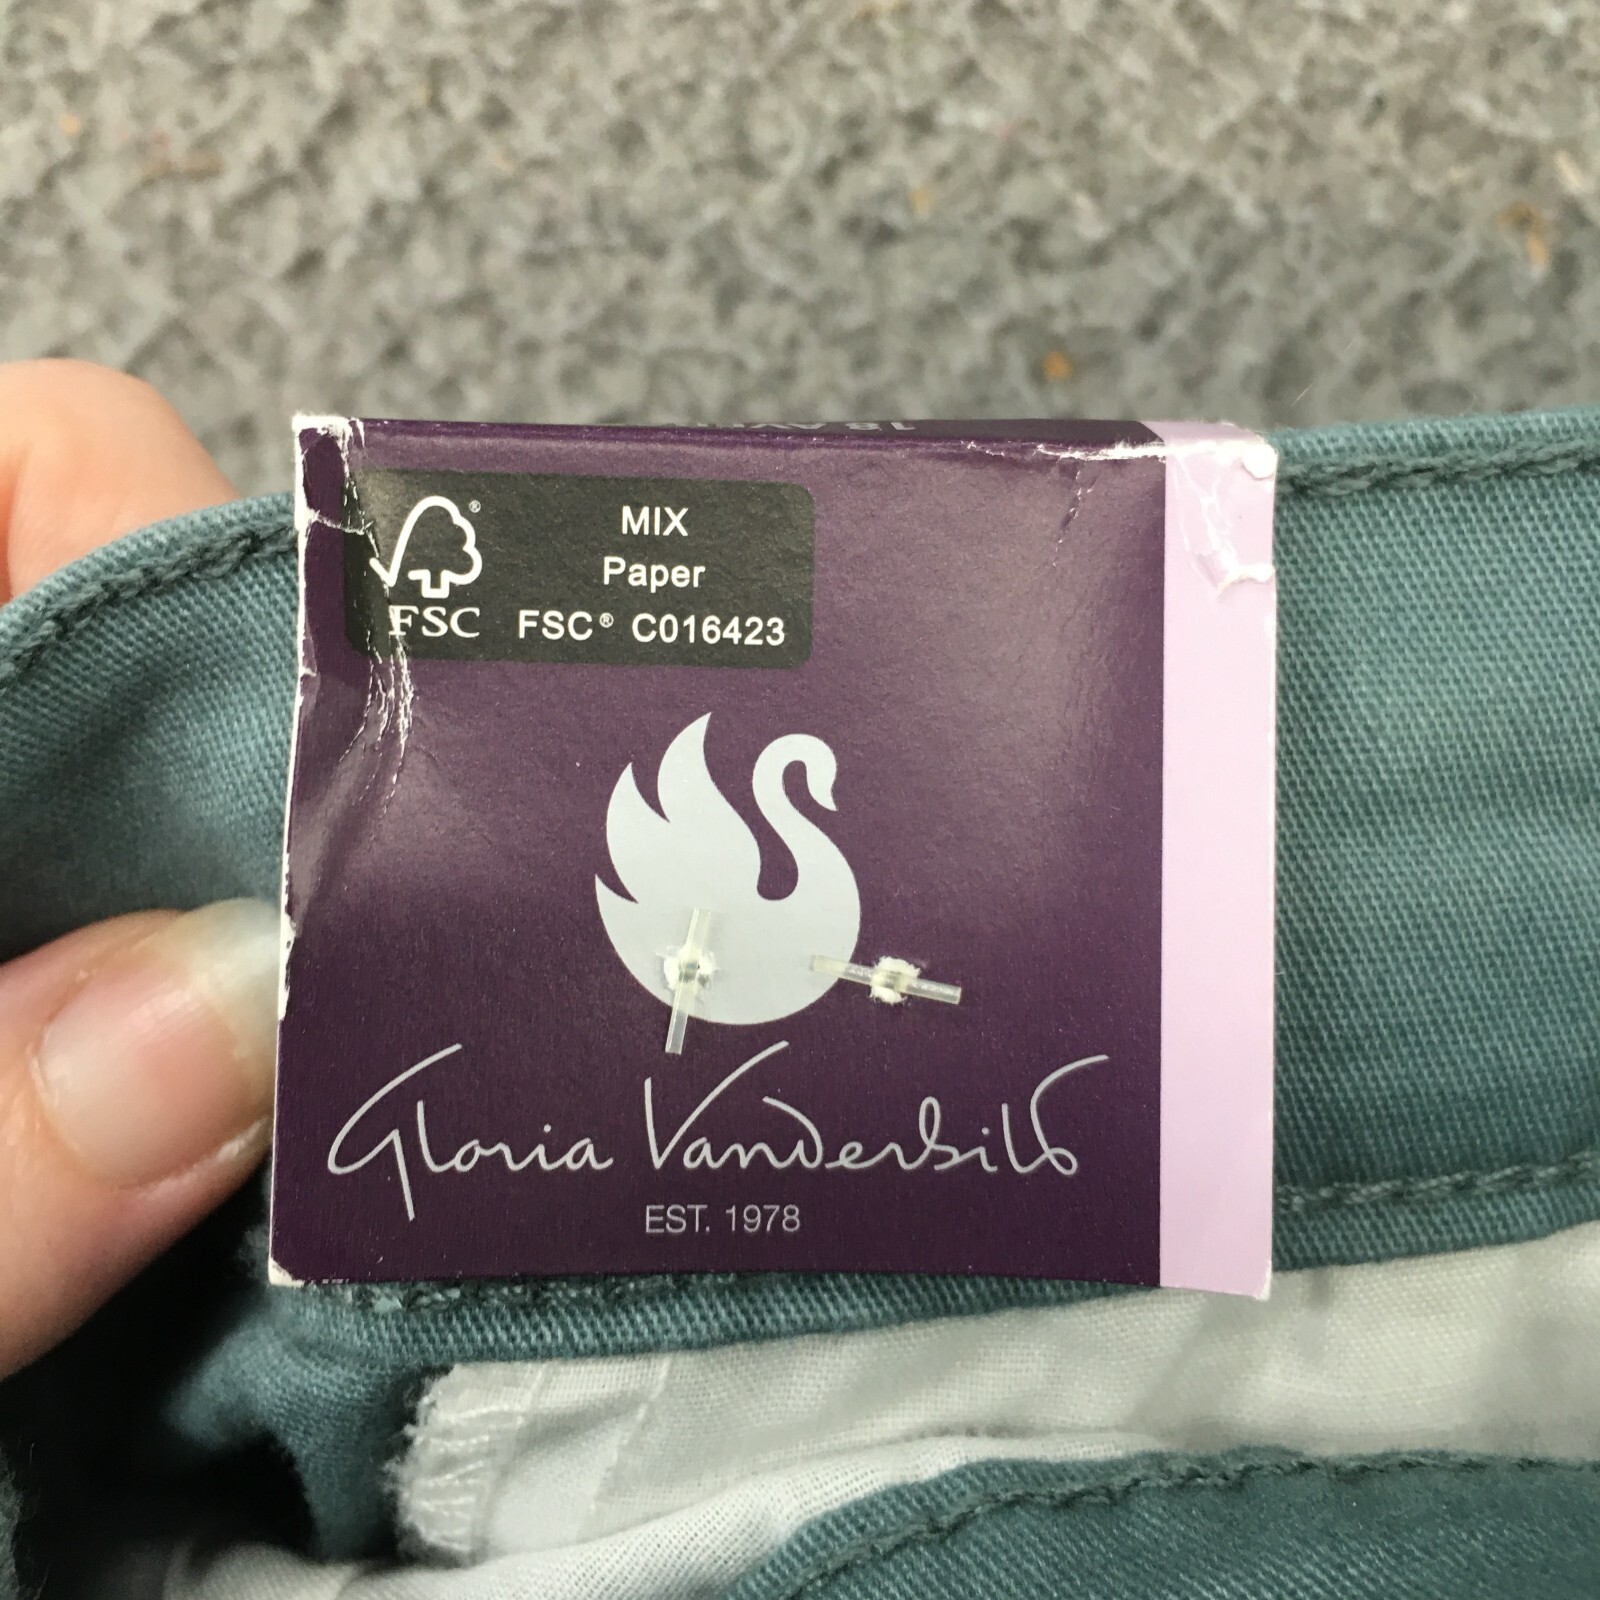 MIX
Paper
FSC
FSC® C016423
Gloria Vanderbilt
EST. 1978